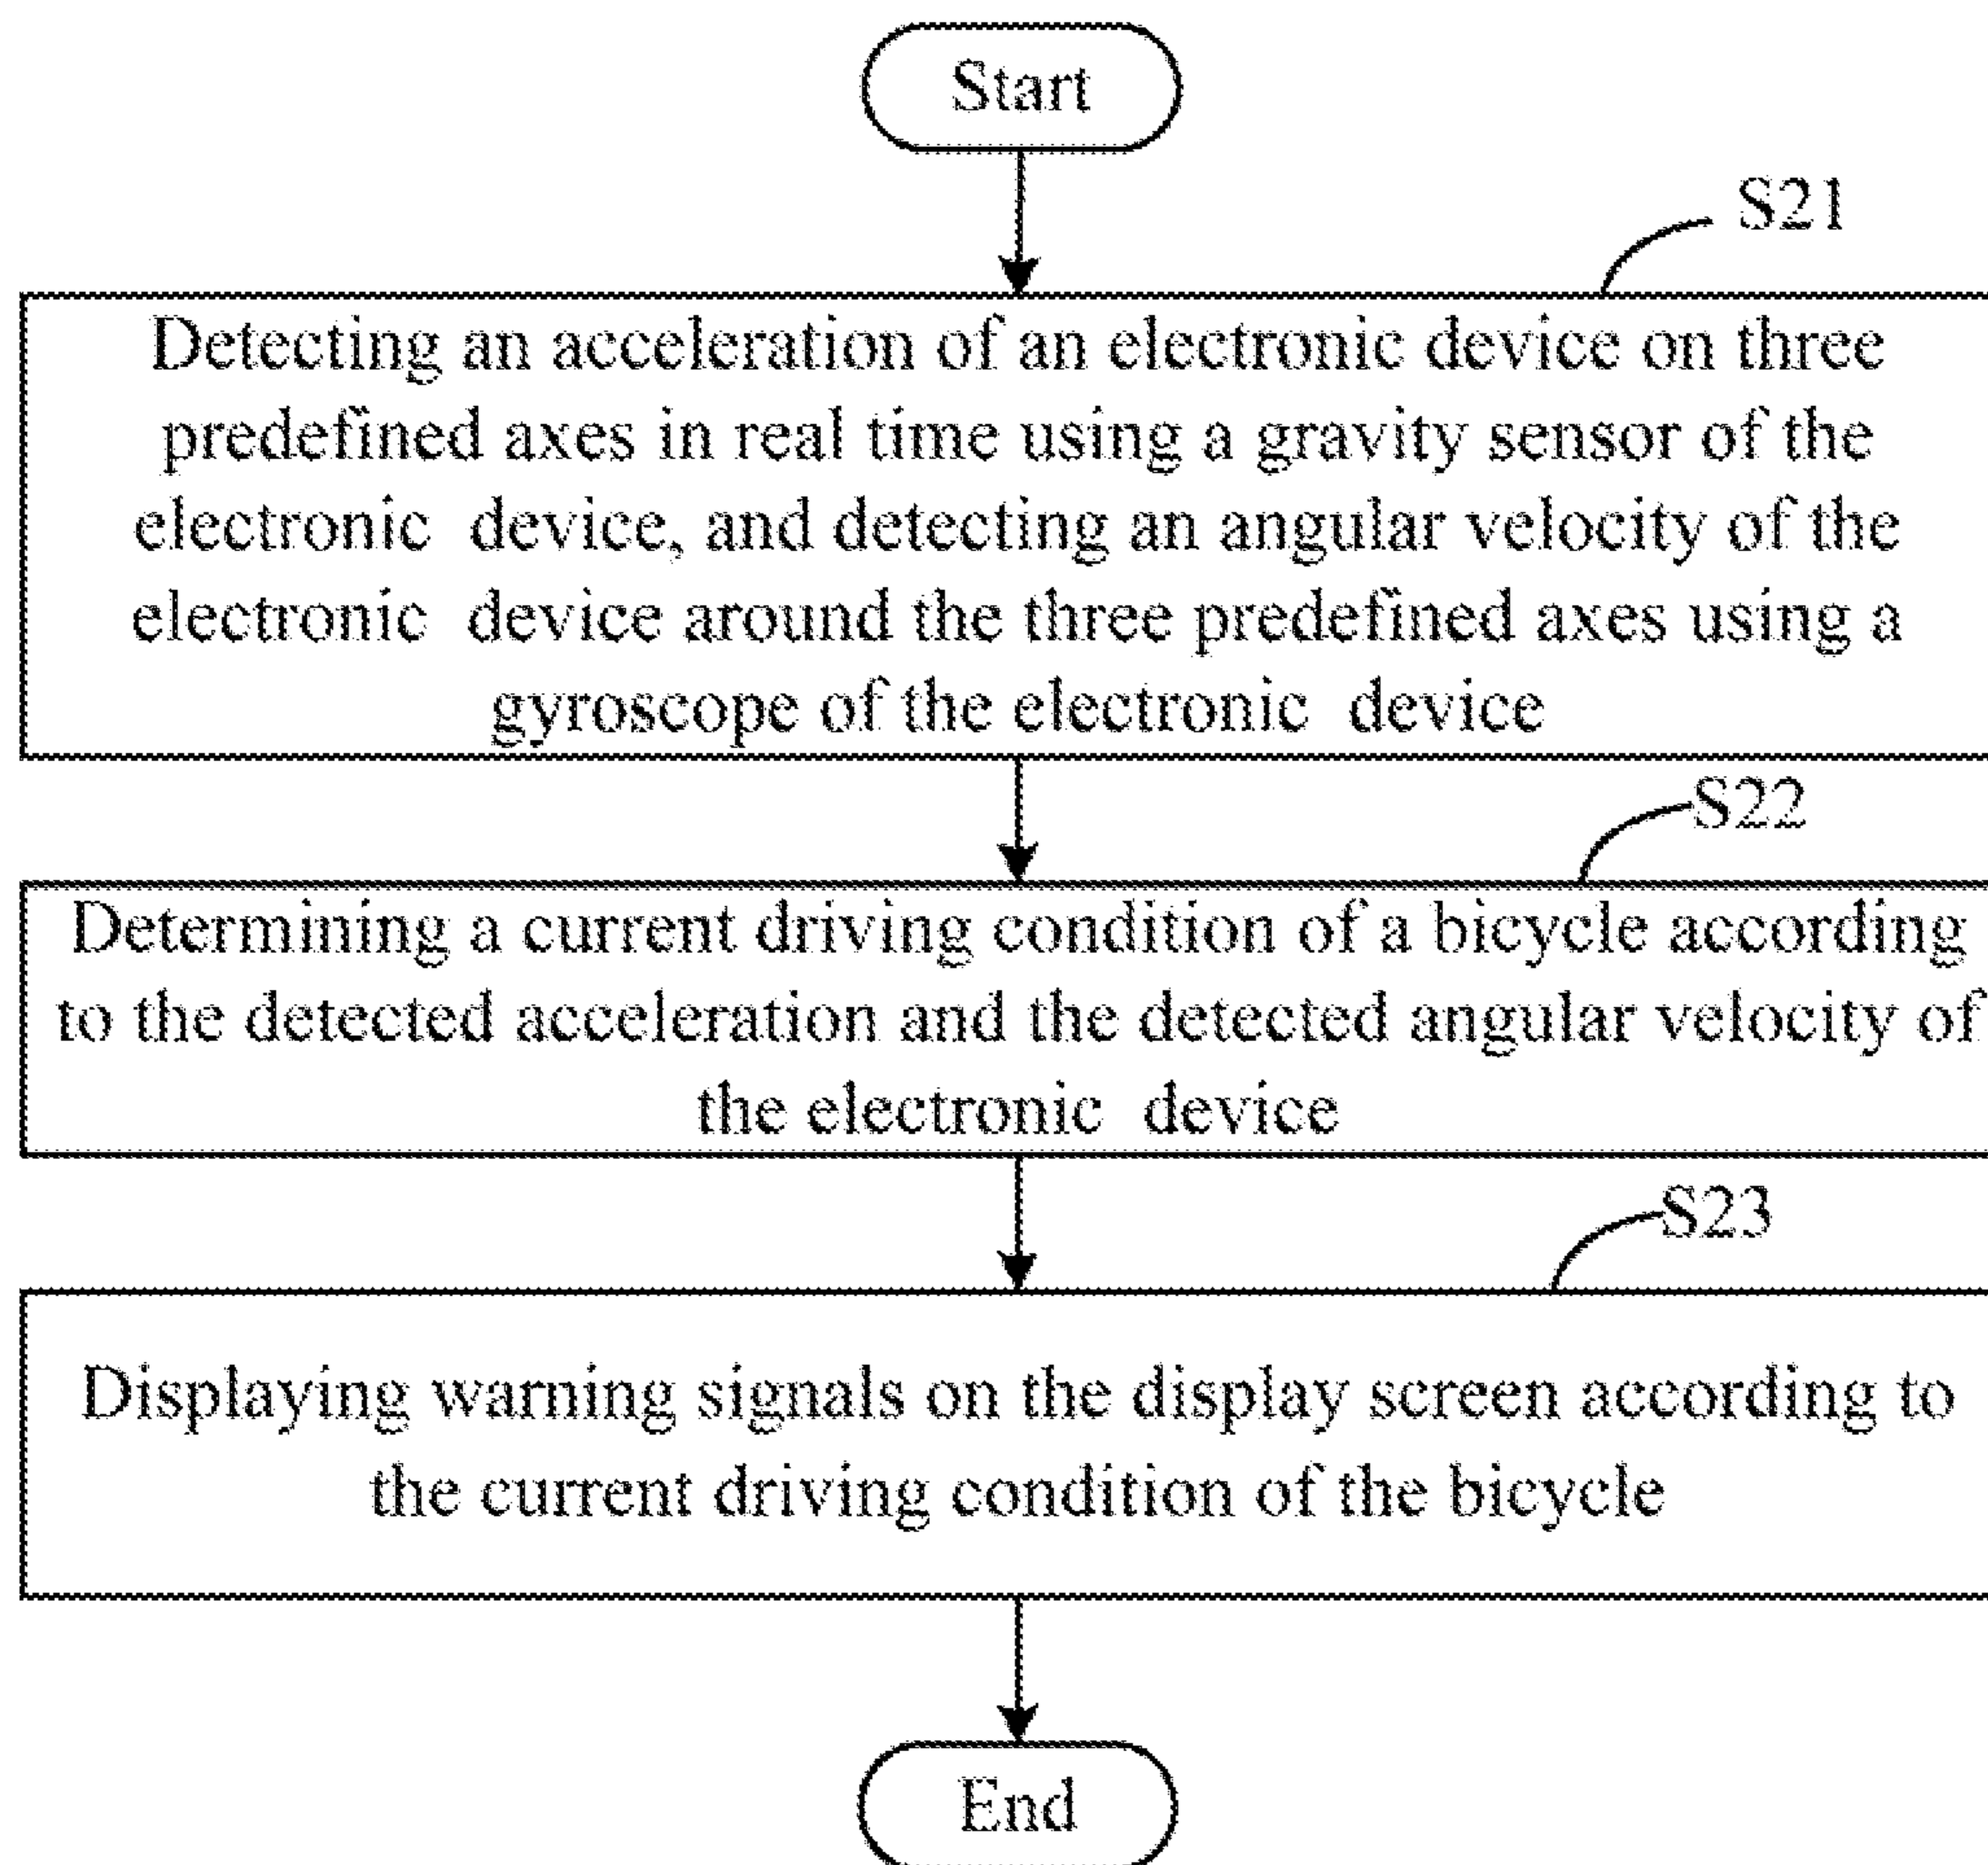 Start
S21
Detecting an acceleration of an electronic device on three
predefined axes in real time using a gravity sensor of the
electronic device, and detecting an angular velocity of the
electronic device around the three predefined axes using a
gyroscope of the electronic device
S22
Determining a current driving condition of a bicycle according
to the detected acceleration and the detected angular velocity of
the electronic device
S23
Displaying warning signals on the display screen according to
the current driving condition of the bicycle
End